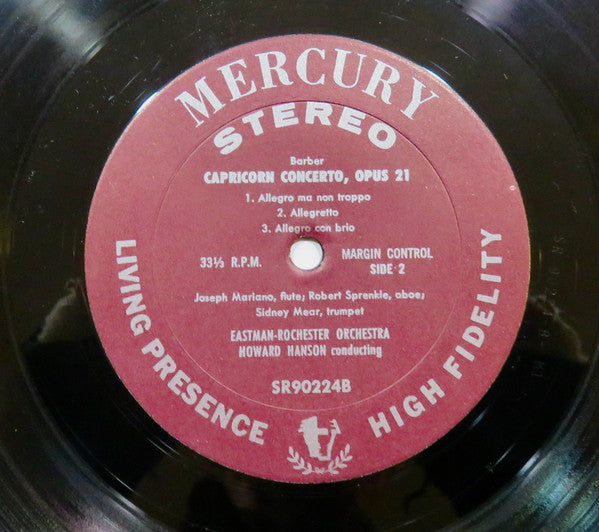 MERCURY
STEREO
Barber
CAPRICORN CONCERTO, OPUS 21
1. Allegro ma non trappo
2. Allegretto
3. Allegro con brio
33⅓ R.P.M.
MARGIN CONTROL
SIDE 2
Joseph Mariano, flute; Robert Sprenkle, oboe;
Sidney Mear, trumpet
EASTMAN-ROCHESTER ORCHESTRA
HOWARD HANSON conducting
SR90224B
LIVING PRESENCE
HIGH FIDELITY